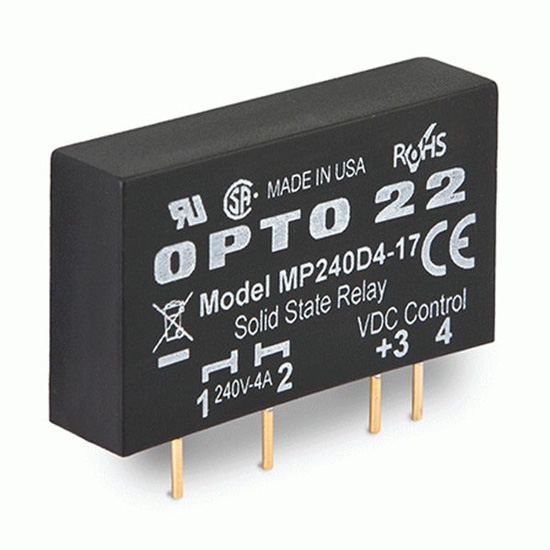 RoHS
MADE IN USA
OPTO 22
Model MP240D4-17
Solid State Relay
VDC Control
1 240V-4A 2 +3 4